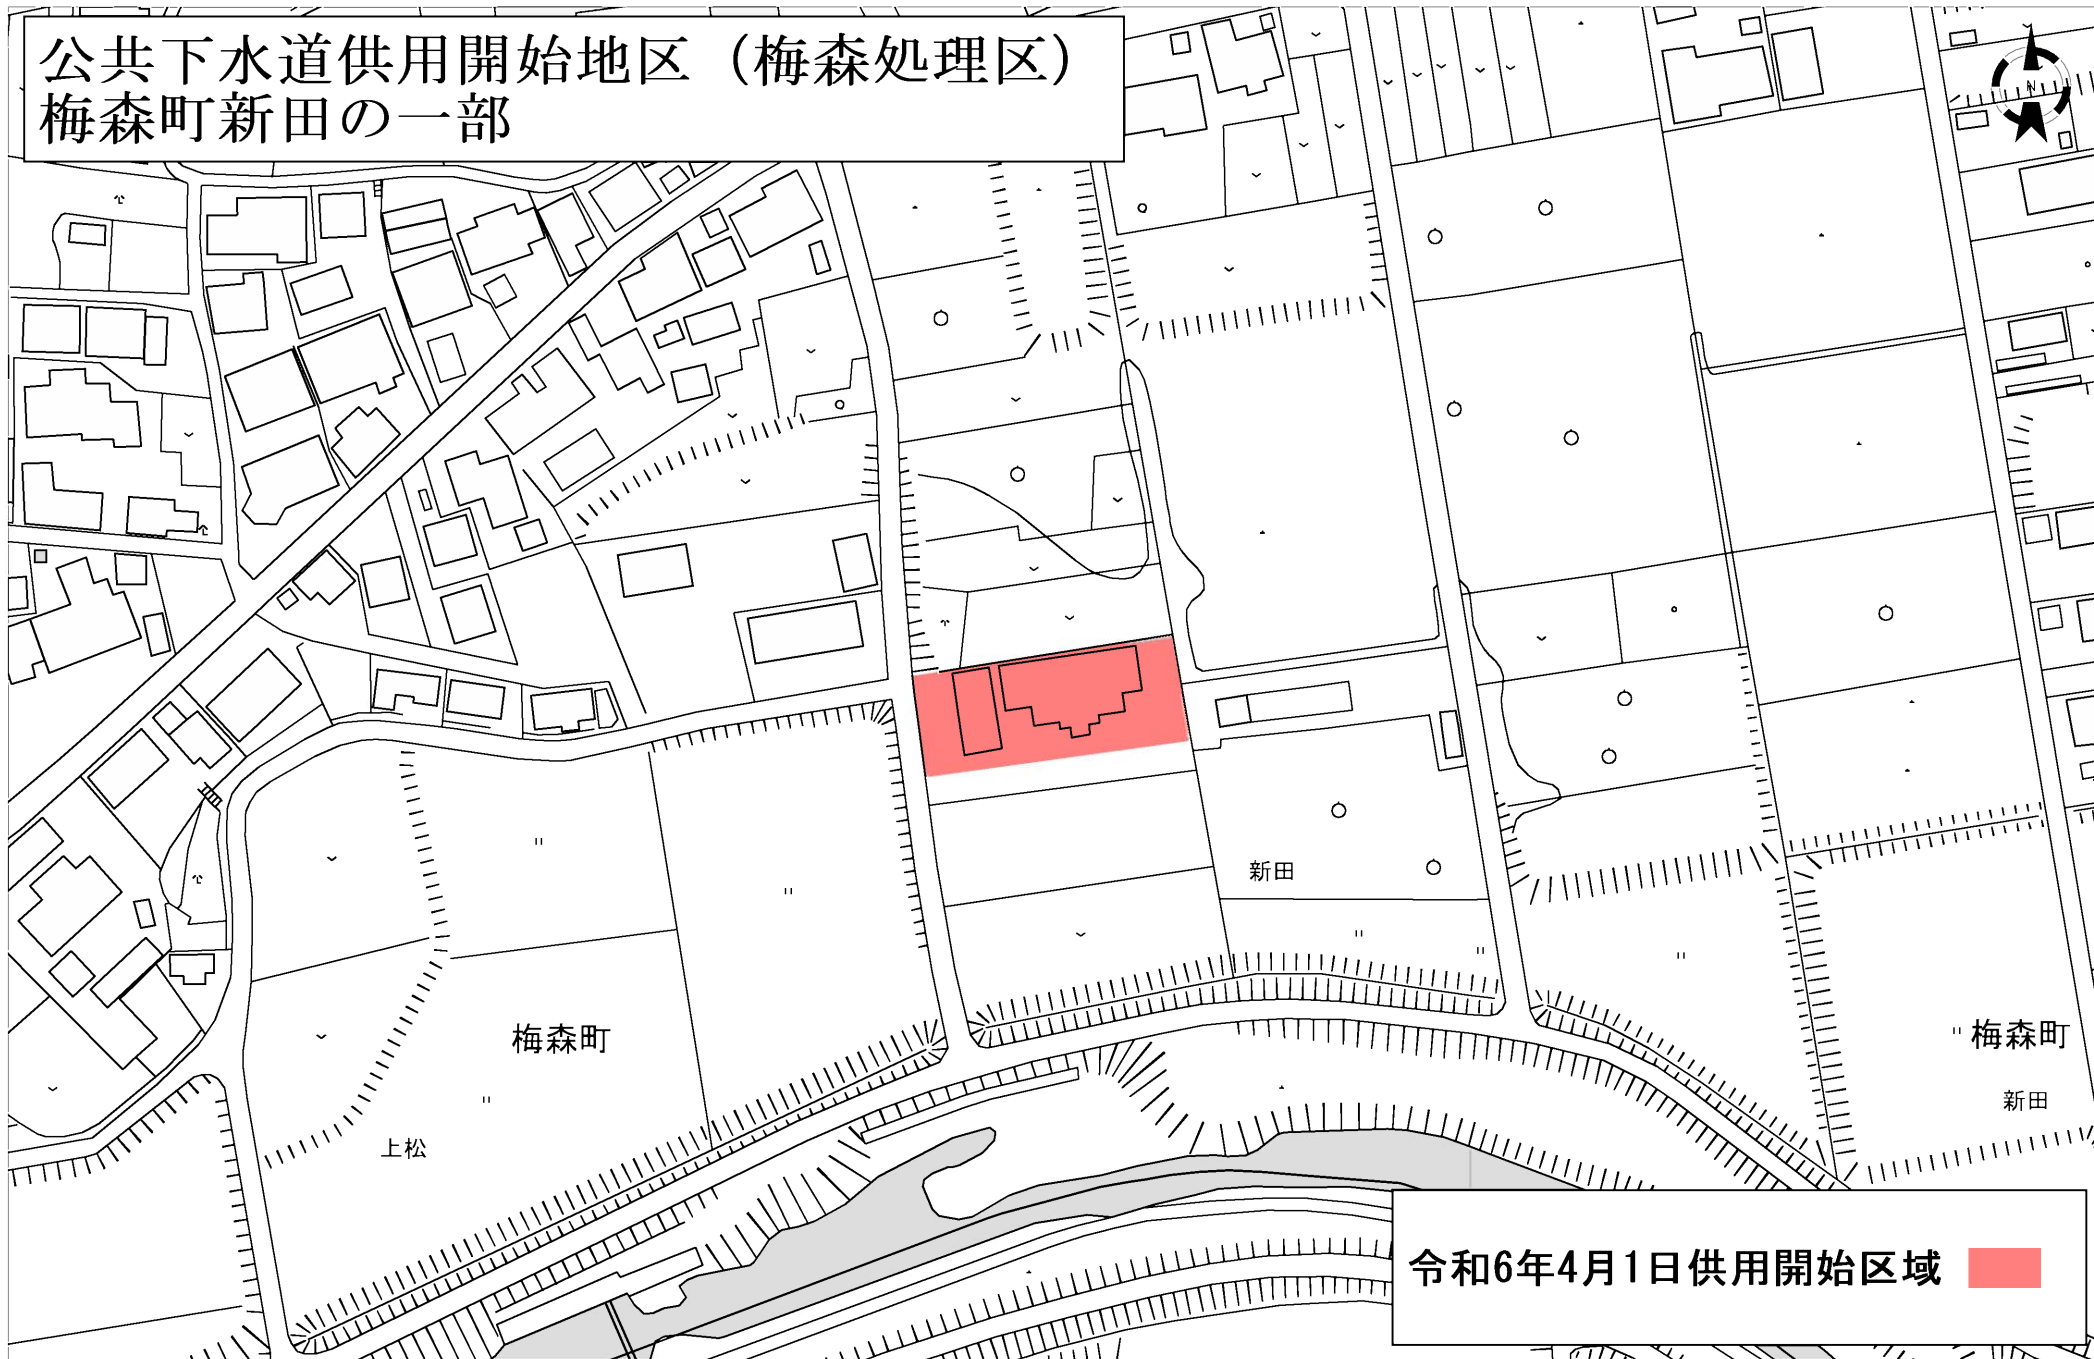 公共下水道供用開始地区（梅森処理区）
梅森町新田の一部
N
新田
梅森町
梅森町
新田
上松
令和6年4月1日供用開始区域